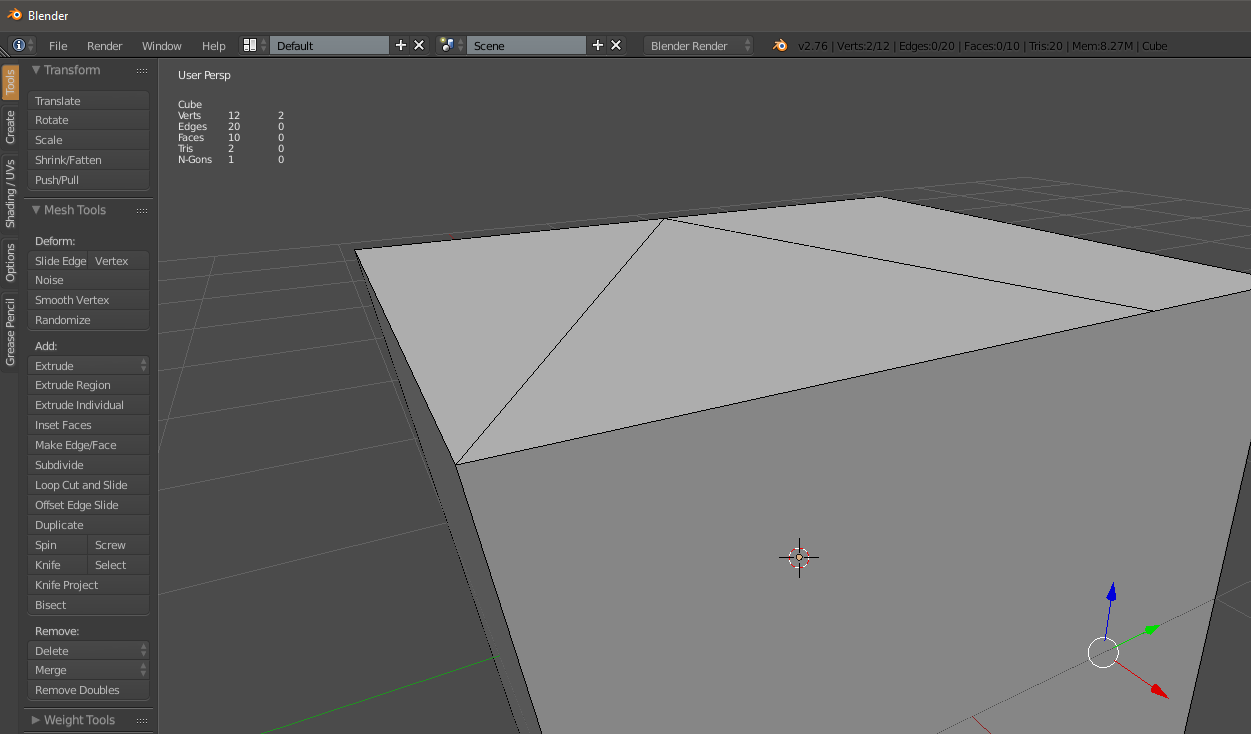 Blender
File Render Window Help Default Scene Blender Render v2.76 | Verts:2/12 | Edges:0/20 | Faces:0/10 | Tris:20 | Mem:8.27M | Cube
Tools
Create
Shading / UVs
Options
Grease Pencil
Transform
Translate
Rotate
Scale
Shrink/Fatten
Push/Pull
Mesh Tools
Deform:
Slide Edge Vertex
Noise
Smooth Vertex
Randomize
Add:
Extrude
Extrude Region
Extrude Individual
Inset Faces
Make Edge/Face
Subdivide
Loop Cut and Slide
Offset Edge Slide
Duplicate
Spin Screw
Knife Select
Knife Project
Bisect
Remove:
Delete
Merge
Remove Doubles
Weight Tools
User Persp
Cube
Verts 12 2
Edges 20 0
Faces 10 0
Tris 2 0
N-Gons 1 0